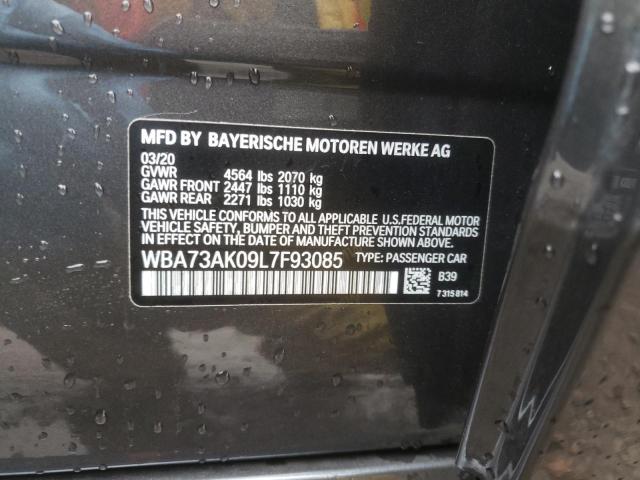 MFD BY BAYERISCHE MOTOREN WERKE AG
03/20
GVWR 4564 lbs 2070 kg
GAWR FRONT 2447 lbs 1110 kg
GAWR REAR 2271 lbs 1030 kg
THIS VEHICLE CONFORMS TO ALL APPLICABLE U.S.FEDERAL MOTOR
VEHICLE SAFETY, BUMPER AND THEFT PREVENTION STANDARDS
IN EFFECT ON THE DATE OF MANUFACTURE SHOWN ABOVE.
WBA73AK09L7F93085 TYPE: PASSENGER CAR
B39
7315814